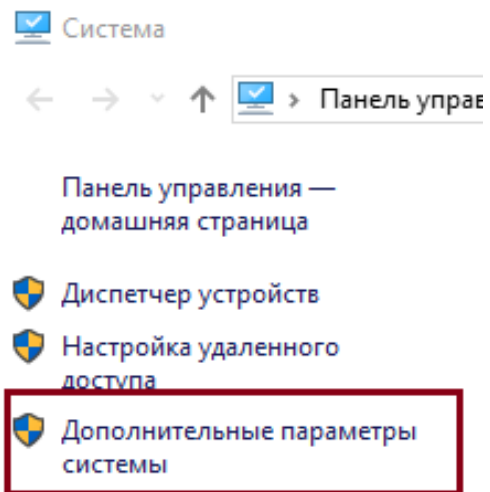 Система
Панель управ
Панель управления —
домашняя страница
Диспетчер устройств
Настройка удаленного
доступа
Дополнительные параметры
системы